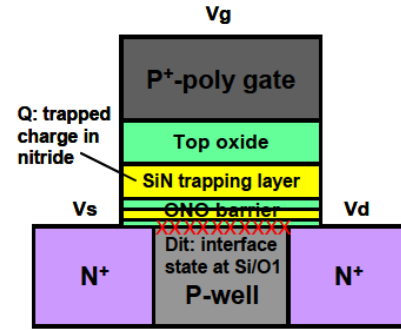 Vg
P+-poly gate
Q: trapped
charge in
nitride
Top oxide
SiN trapping layer
Vs
ONO barrier
Vd
XXXXXXXXXX
N+
Dit: interface
state at Si/O1
P-well
N+